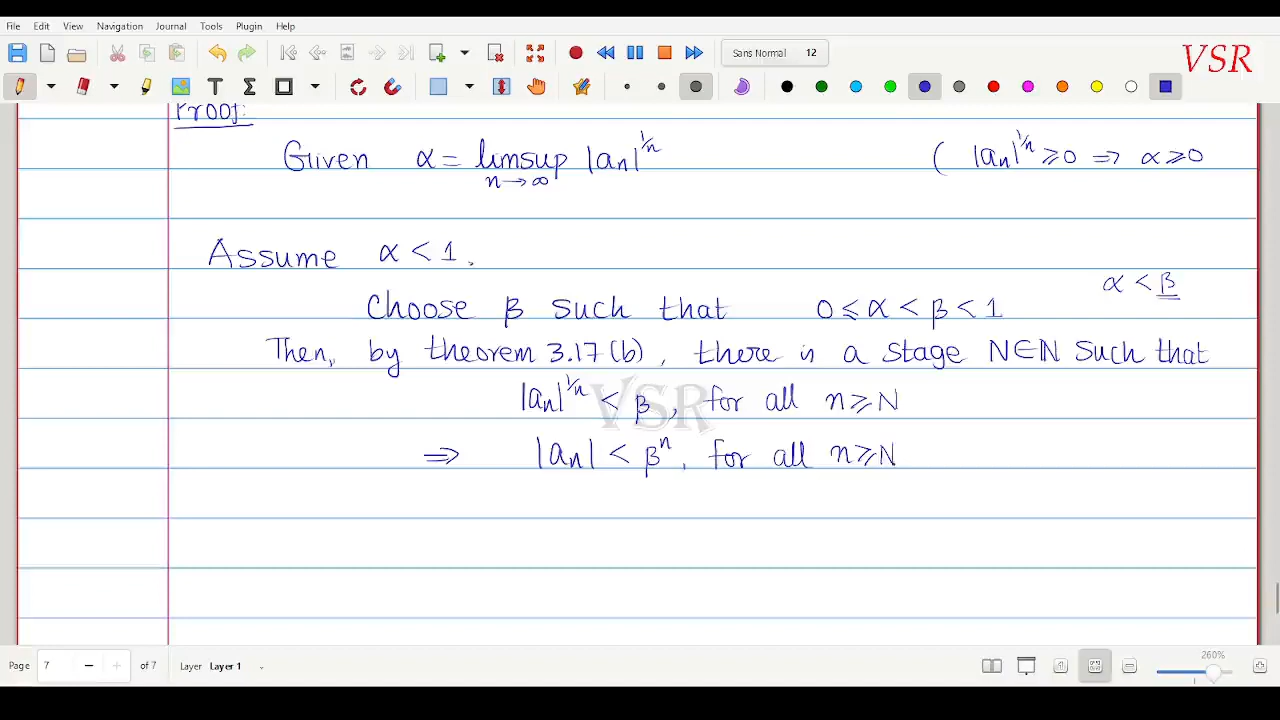 File Edit View Navigation Journal Tools Plugin Help
Sans Normal 12
VSR
Proof:
Given α = limsup |an|^1/n ( |an|^1/n ⩾ 0 ⇒ α ⩾ 0
n→∞
Assume α < 1.
α < β
Choose β such that 0 ⩽ α < β < 1
Then, by theorem 3.17(b), there is a stage N∈N such that
|an|^1/n < β, for all n ⩾ N
VSR
⇒ |an| < β^n, for all n ⩾ N
Page 7 of 7 Layer Layer 1 260%